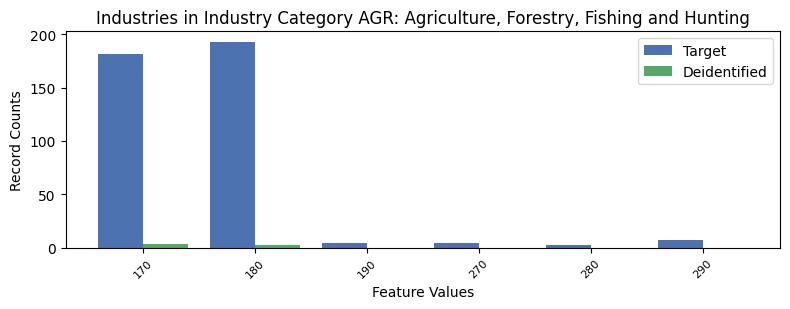 Industries in Industry Category AGR: Agriculture, Forestry, Fishing and Hunting
Target
Deidentified
Record Counts
200
150
100
50
0
170
180
190
270
280
290
Feature Values